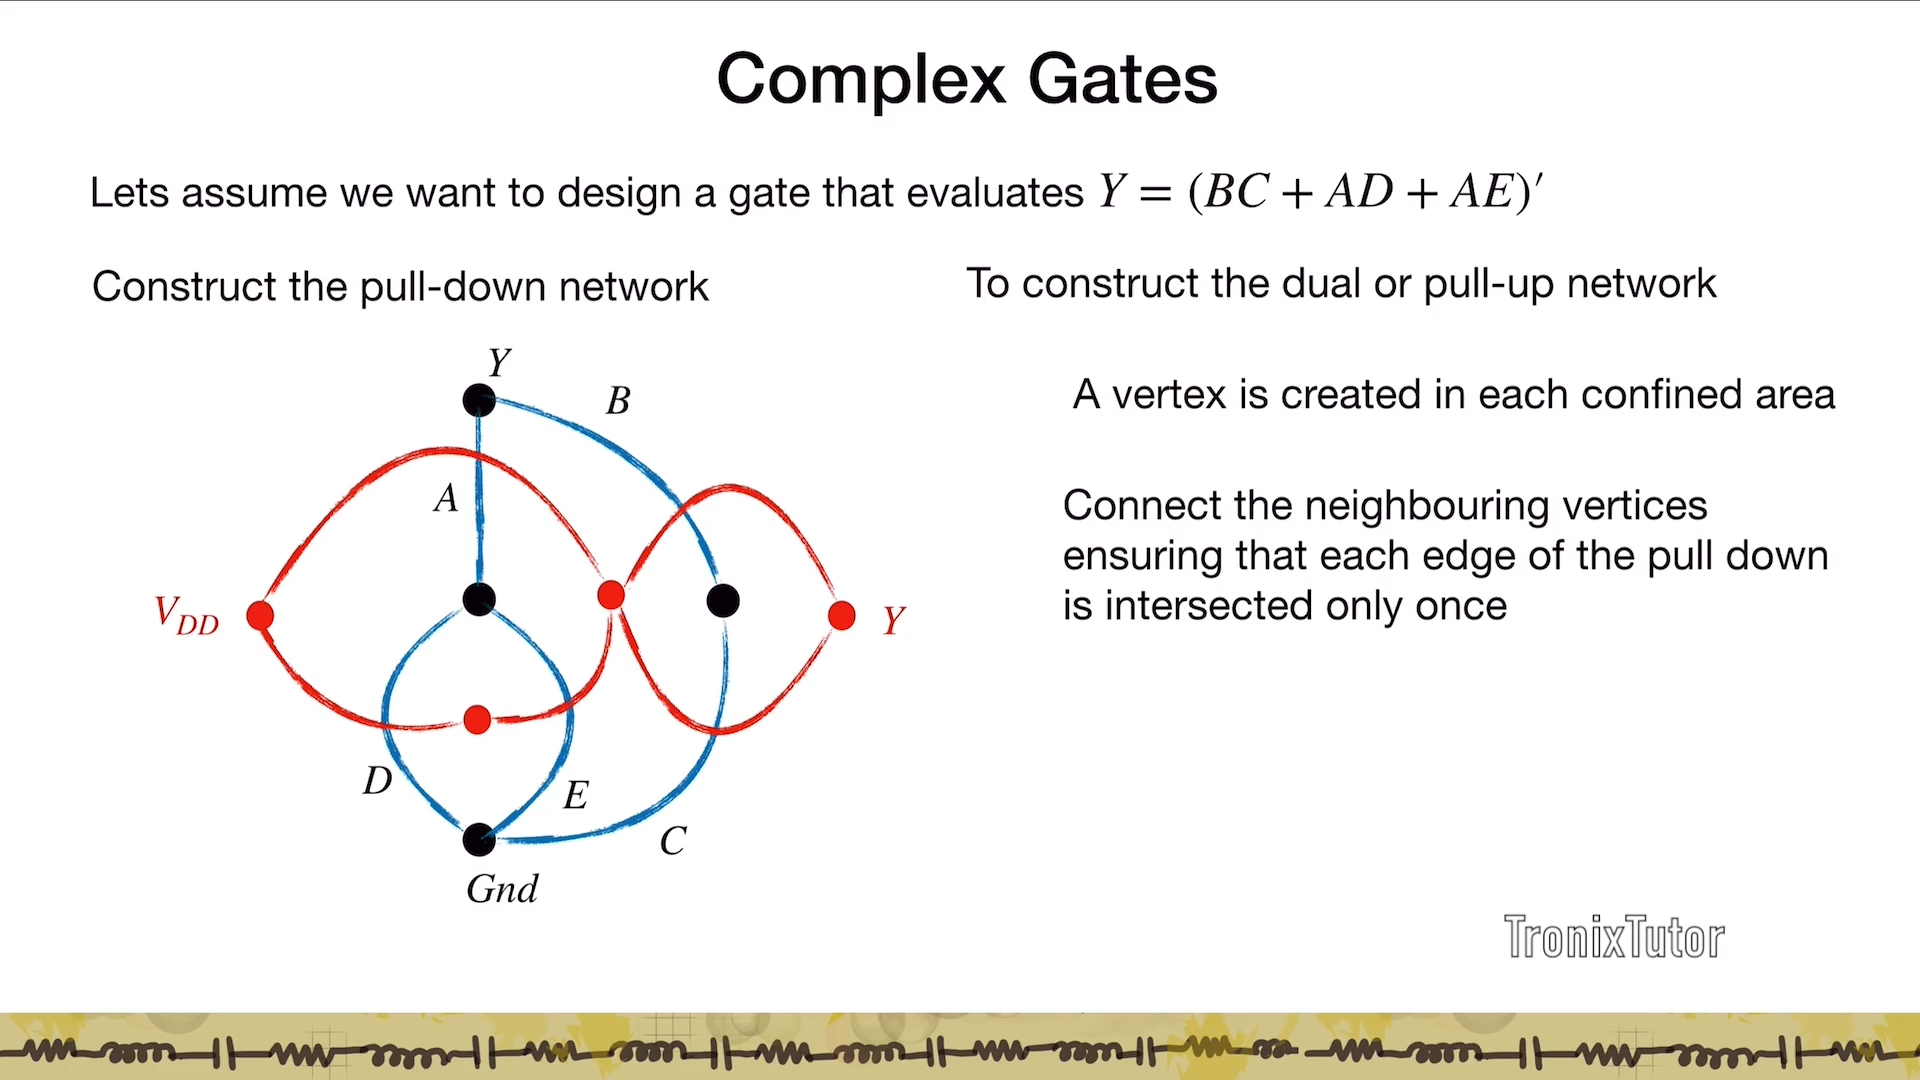 Complex Gates
Lets assume we want to design a gate that evaluates Y = (BC + AD + AE)′
Construct the pull-down network
To construct the dual or pull-up network
Y
B
A vertex is created in each confined area
A
Connect the neighbouring vertices
ensuring that each edge of the pull down
is intersected only once
V_DD
Y
D
E
C
Gnd
TronixTutor